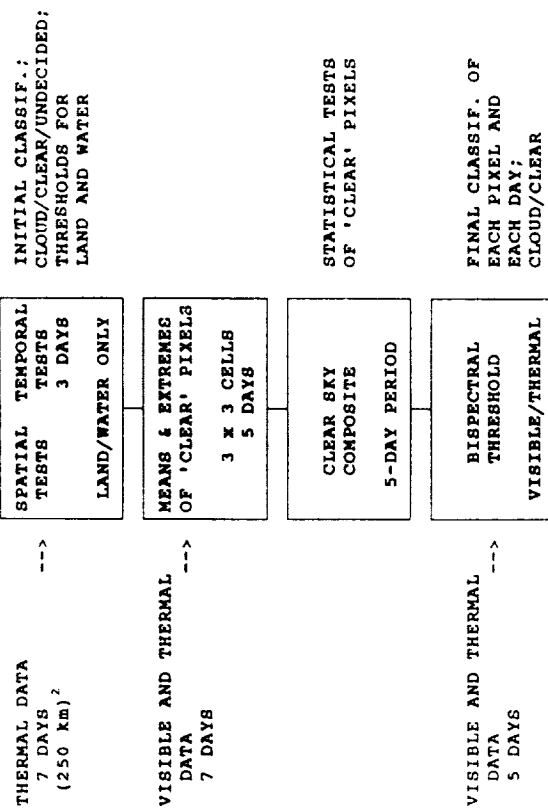 THERMAL DATA
7 DAYS
(250 km)²
-->
SPATIAL TEMPORAL
TESTS TESTS
3 DAYS
LAND/WATER ONLY
INITIAL CLASSIF.;
CLOUD/CLEAR/UNDECIDED;
THRESHOLDS FOR
LAND AND WATER
VISIBLE AND THERMAL
DATA
7 DAYS
-->
MEANS & EXTREMES
OF 'CLEAR' PIXELS
3 X 3 CELLS
5 DAYS
CLEAR SKY
COMPOSITE
5-DAY PERIOD
STATISTICAL TESTS
OF 'CLEAR' PIXELS
VISIBLE AND THERMAL
DATA
5 DAYS
-->
BISPECTRAL
THRESHOLD
VISIBLE/THERMAL
FINAL CLASSIF. OF
EACH PIXEL AND
EACH DAY;
CLOUD/CLEAR